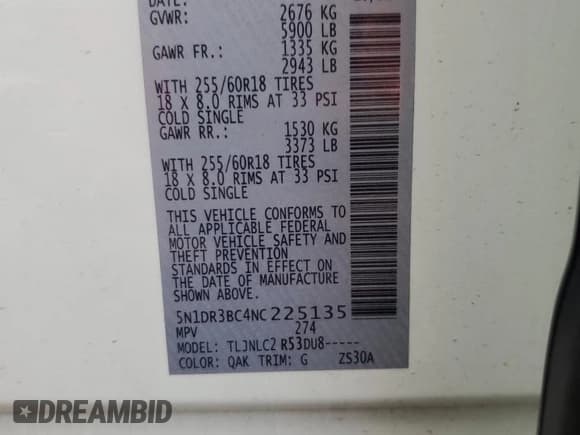 DATE:
GVWR: 2676 KG
5900 LB
GAWR FR.: 1335 KG
2943 LB
WITH 255/60R18 TIRES
18 X 8.0 RIMS AT 33 PSI
COLD SINGLE
GAWR RR.: 1530 KG
3373 LB
WITH 255/60R18 TIRES
18 X 8.0 RIMS AT 33 PSI
COLD SINGLE
THIS VEHICLE CONFORMS TO
ALL APPLICABLE FEDERAL
MOTOR VEHICLE SAFETY AND
THEFT PREVENTION
STANDARDS IN EFFECT ON
THE DATE OF MANUFACTURE
SHOWN ABOVE.
5N1DR3BC4NC225135
MPV 274
MODEL: TLJNLC2 R53DU8-----
COLOR: QAK TRIM: G ZS30A
DREAMBID